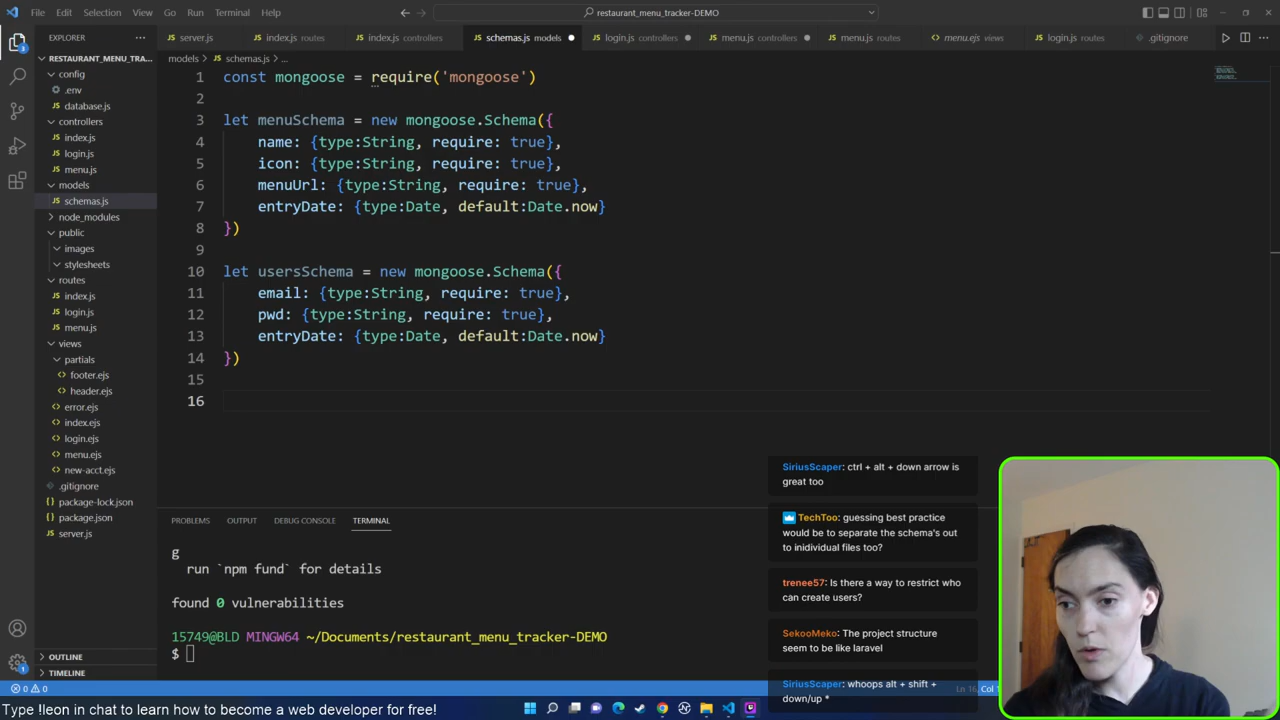 File Edit Selection View Go Run Terminal Help
restaurant_menu_tracker-DEMO
EXPLORER
server.js
index.js routes
index.js controllers
schemas.js models
login.js controllers
menu.js controllers
menu.js routes
menu.ejs views
login.js routes
.gitignore
RESTAURANT_MENU_TRA...
config
.env
database.js
controllers
index.js
login.js
menu.js
models
schemas.js
node_modules
public
images
stylesheets
routes
index.js
login.js
menu.js
views
partials
footer.ejs
header.ejs
error.ejs
index.ejs
login.ejs
menu.ejs
new-acct.ejs
.gitignore
package-lock.json
package.json
server.js
OUTLINE
TIMELINE
models > schemas.js > ...
1 const mongoose = require('mongoose')
2
3 let menuSchema = new mongoose.Schema({
4 name: {type:String, require: true},
5 icon: {type:String, require: true},
6 menuUrl: {type:String, require: true},
7 entryDate: {type:Date, default:Date.now}
8 })
9
10 let usersSchema = new mongoose.Schema({
11 email: {type:String, require: true},
12 pwd: {type:String, require: true},
13 entryDate: {type:Date, default:Date.now}
14 })
15
16
PROBLEMS OUTPUT DEBUG CONSOLE TERMINAL
g
run `npm fund` for details
found 0 vulnerabilities
15749@BLD MINGW64 ~/Documents/restaurant_menu_tracker-DEMO
$
SiriusScaper: ctrl + alt + down arrow is
great too
TechToo: guessing best practice
would be to separate the schema's out
to inidividual files too?
trenee57: Is there a way to restrict who
can create users?
SekooMeko: The project structure
seem to be like laravel
SiriusScaper: whoops alt + shift +
down/up *
0 0
Ln 16, Col 1
Type !leon in chat to learn how to become a web developer for free!